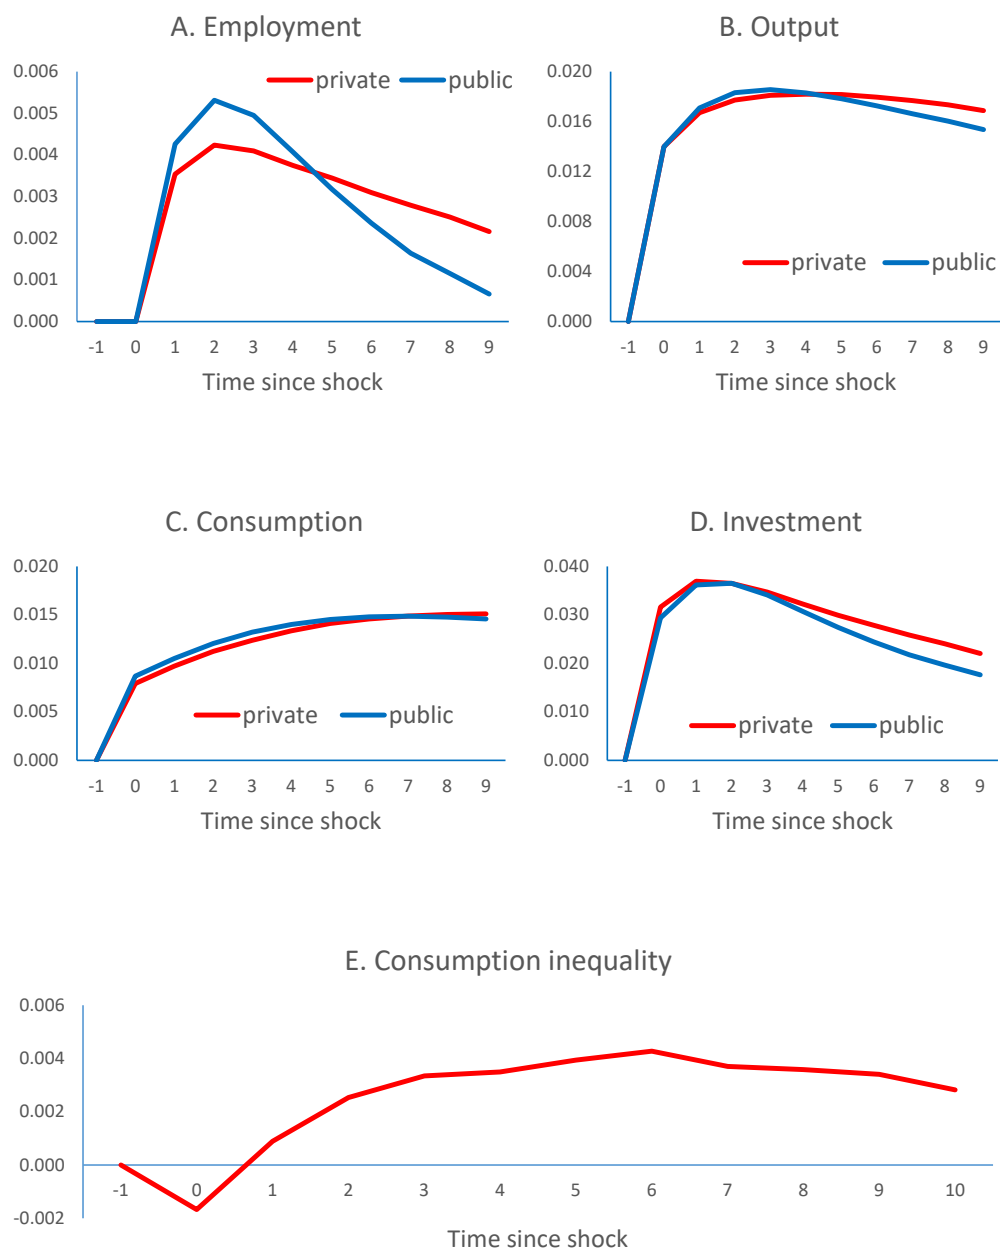 A. Employment
B. Output
0.006
0.005
0.004
0.003
0.002
0.001
0.000
private public
-1 0 1 2 3 4 5 6 7 8 9
Time since shock
0.020
0.016
0.012
0.008
0.004
0.000
private public
-1 0 1 2 3 4 5 6 7 8 9
Time since shock
C. Consumption
D. Investment
0.020
0.015
0.010
0.005
0.000
private public
-1 0 1 2 3 4 5 6 7 8 9
Time since shock
0.040
0.030
0.020
0.010
0.000
private public
-1 0 1 2 3 4 5 6 7 8 9
Time since shock
E. Consumption inequality
0.006
0.004
0.002
0.000
-0.002
-1 0 1 2 3 4 5 6 7 8 9 10
Time since shock